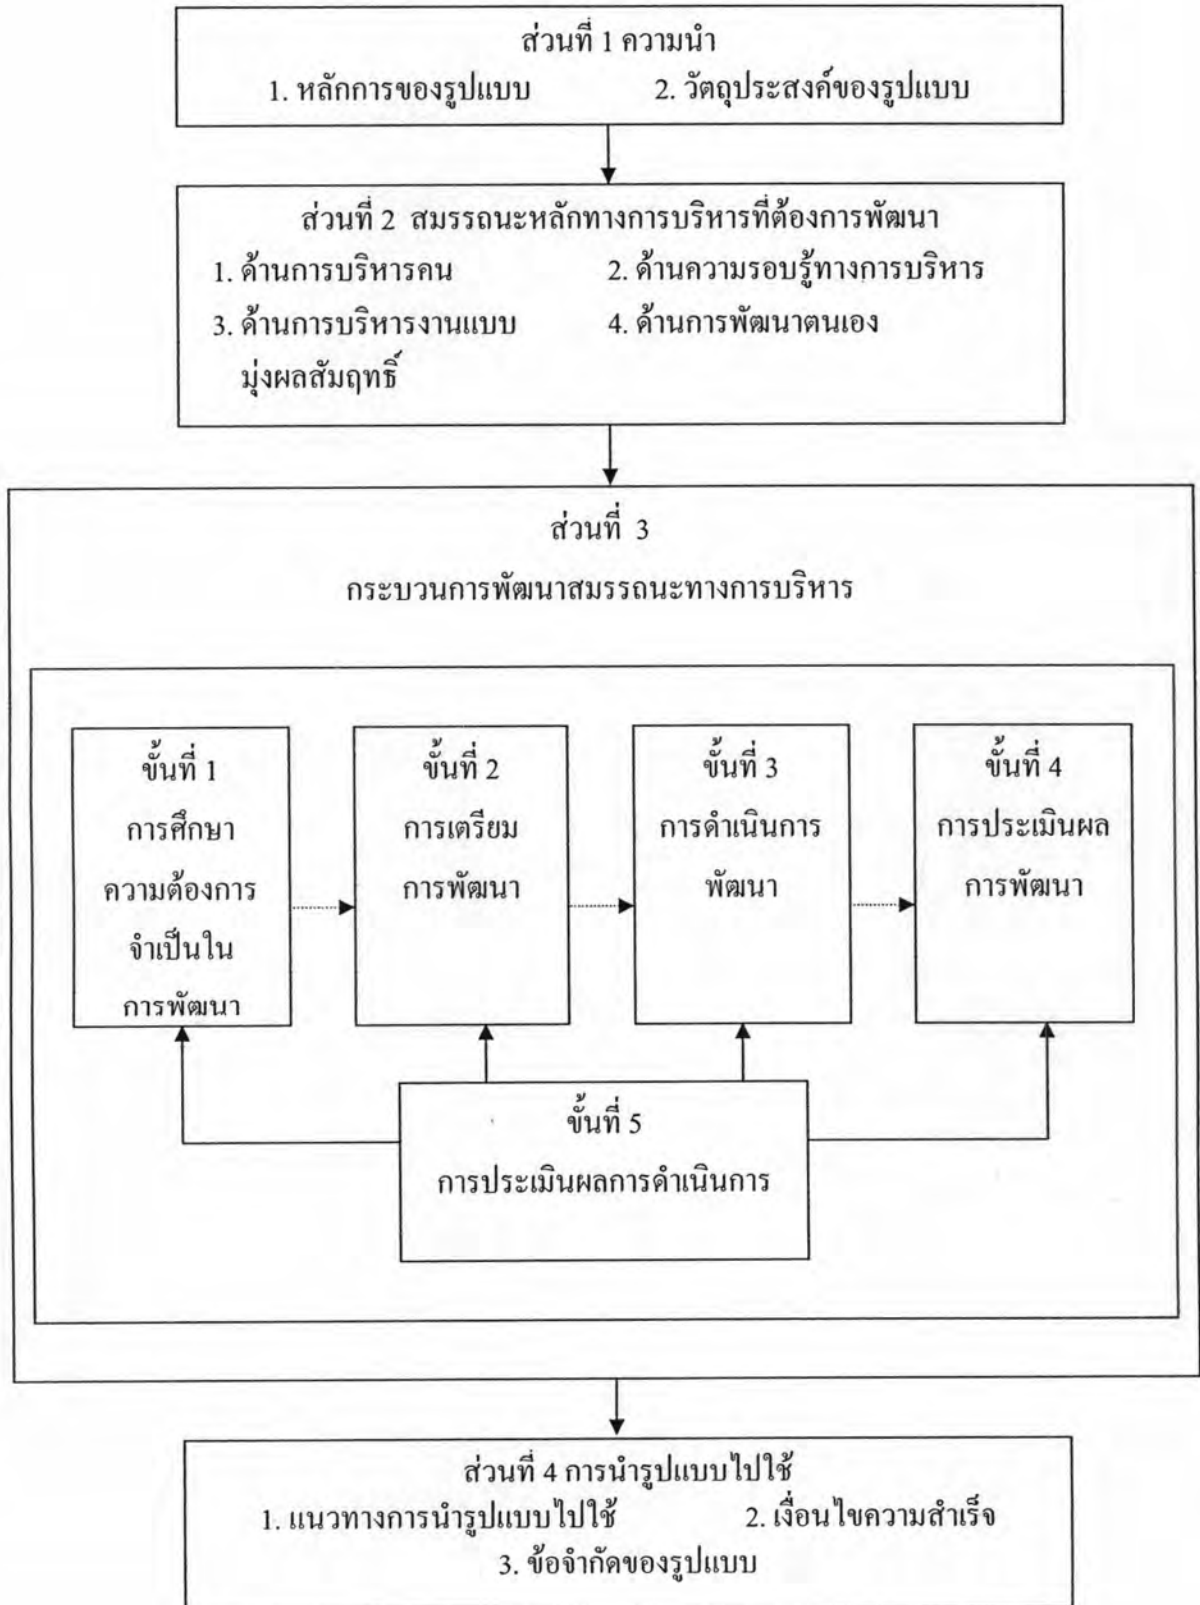 ส่วนที่ 1 ความนำ
1. หลักการของรูปแบบ 2. วัตถุประสงค์ของรูปแบบ
ส่วนที่ 2 สมรรถนะหลักทางการบริหารที่ต้องการพัฒนา
1. ด้านการบริหารคน 2. ด้านความรอบรู้ทางการบริหาร
3. ด้านการบริหารงานแบบ 4. ด้านการพัฒนาตนเอง
มุ่งผลสัมฤทธิ์
ส่วนที่ 3
กระบวนการพัฒนาสมรรถนะทางการบริหาร
ขั้นที่ 1
การศึกษา
ความต้องการ
จำเป็นใน
การพัฒนา
ขั้นที่ 2
การเตรียม
การพัฒนา
ขั้นที่ 3
การดำเนินการ
พัฒนา
ขั้นที่ 4
การประเมินผล
การพัฒนา
ขั้นที่ 5
การประเมินผลการดำเนินการ
ส่วนที่ 4 การนำรูปแบบไปใช้
1. แนวทางการนำรูปแบบไปใช้ 2. เงื่อนไขความสำเร็จ
3. ข้อจำกัดของรูปแบบ